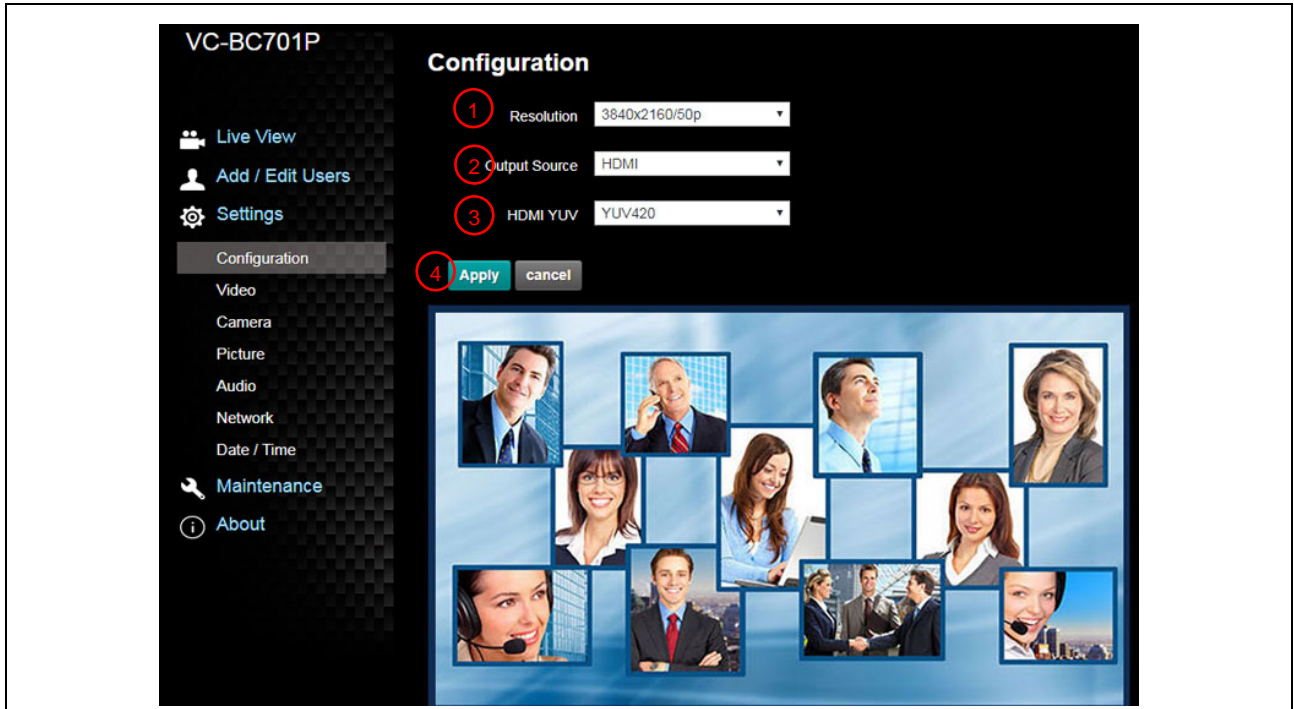 VC-BC701P
Live View
Add / Edit Users
Settings
Configuration
Video
Camera
Picture
Audio
Network
Date / Time
Maintenance
About
Configuration
1 Resolution 3840x2160/50p
2 Output Source HDMI
3 HDMI YUV YUV420
4 Apply cancel